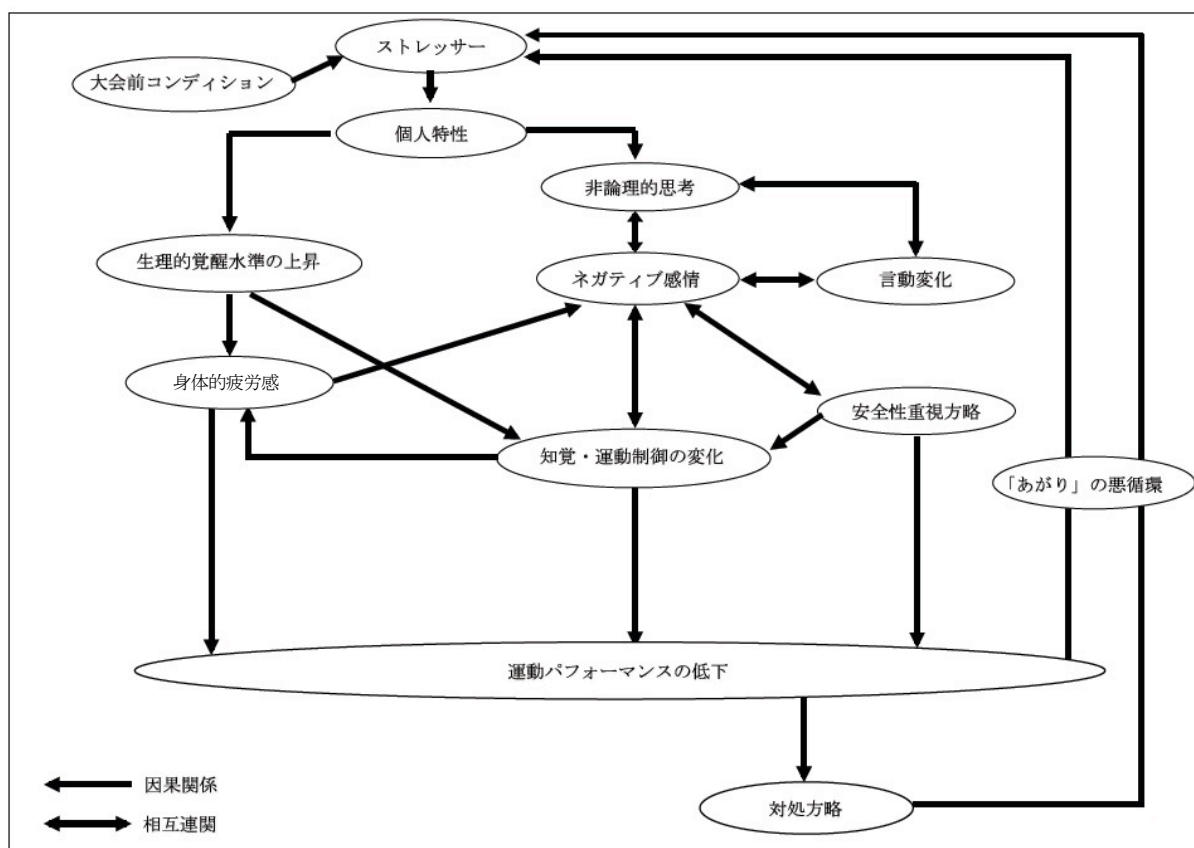 ストレッサー
大会前コンディション
個人特性
非論理的思考
生理的覚醒水準の上昇
ネガティブ感情
言動変化
身体的疲労感
安全性重視方略
知覚・運動制御の変化
「あがり」の悪循環
運動パフォーマンスの低下
因果関係
対処方略
相互連関